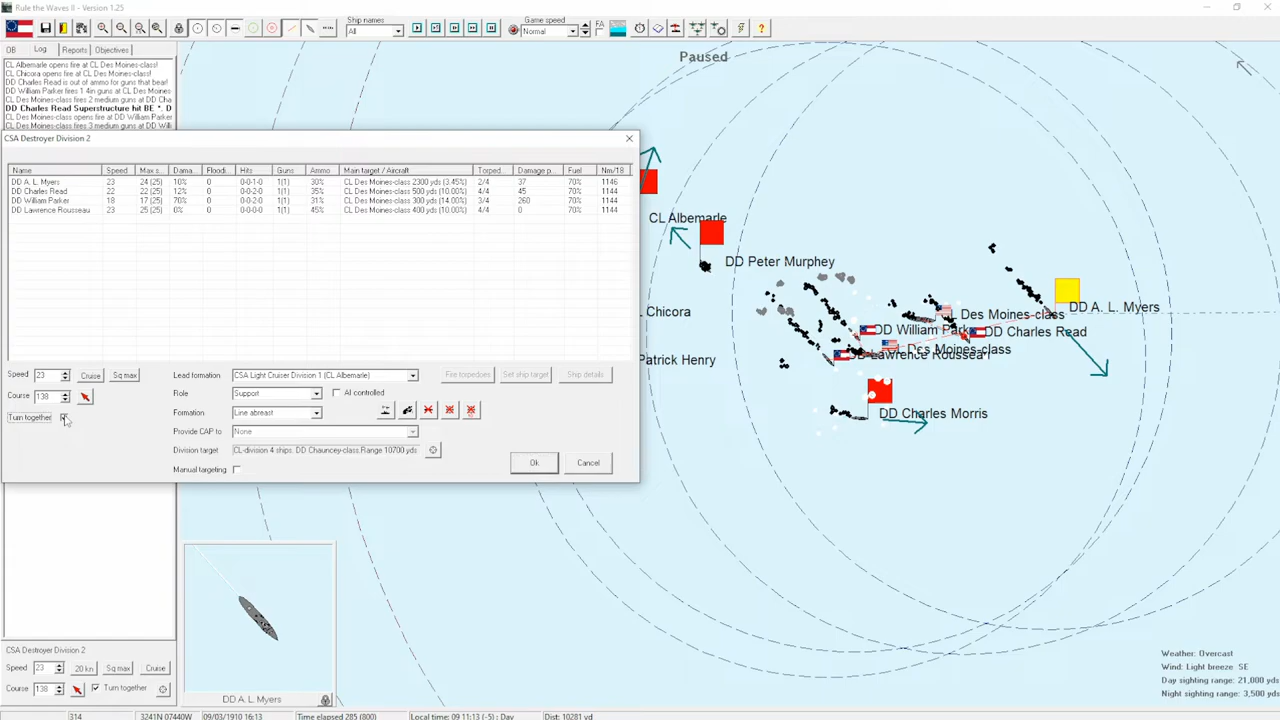 Rule the Waves II - Version 1.25
Ship names
All
Game speed
Normal
FA
OB Log Reports Objectives
CL Albemarle opens fire at CL Des Moines-class!
CL Chicora opens fire at CL Des Moines-class!
DD Charles Read is out of ammo for guns that bear!
DD William Parker fires 1 4in guns at CL Des Moines
CL Des Moines-class fires 2 medium guns at DD Cha
DD Charles Read Superstructure hit BE *. D
CL Des Moines-class opens fire at DD William Parke
CL Des Moines-class fires 3 medium guns at DD Willi
CSA Destroyer Division 2
Name Speed Max s... Dama... Floodi... Hits Guns Ammo Main target / Aircraft Torped... Damage p... Fuel Nm/18
DD A. L. Myers 23 24 (25) 10% 0 0-0-1-0 1(1) 30% CL Des Moines-class 2300 yds (3.45%) 2/4 37 70% 1146
DD Charles Read 23 22 (25) 12% 0 0-0-2-0 1(1) 35% CL Des Moines-class 500 yds (10.00%) 4/4 45 70% 1144
DD William Parker 18 17 (25) 70% 0 0-0-2-0 1(1) 31% CL Des Moines-class 300 yds (14.00%) 3/4 260 70% 1144
DD Lawrence Rousseau 23 25 (25) 0% 0 0-0-0-0 1(1) 45% CL Des Moines-class 400 yds (10.00%) 4/4 0 70% 1144
Speed 23 Cruise Sq max
Course 138
Turn together
Lead formation CSA Light Cruiser Division 1 (CL Albemarle)
Fire torpedoes Set ship target Ship details
Role Support AI controlled
Formation Line abreast
Provide CAP to None
Division target CL-division 4 ships. DD Chauncey-class.Range 10700 yds
Manual targeting
Ok Cancel
Paused
CL Albemarle
DD Peter Murphey
Chicora
Patrick Henry
DD A. L. Myers
Des Moines-class
DD William Park
DD Charles Read
Des Moines-class
DD Lawrence Rousseau
DD Charles Morris
DD A. L. Myers
CSA Destroyer Division 2
Speed 23 20 kn Sq max Cruise
Course 138 Turn together
Weather: Overcast
Wind: Light breeze SE
Day sighting range: 21,000 yds
Night sighting range: 3,500 yds
314 3241N 07440W 09/03/1910 16:13 Time elapsed 285 (800) Local time: 09 11:13 (-5) : Day Dist: 10281 yd